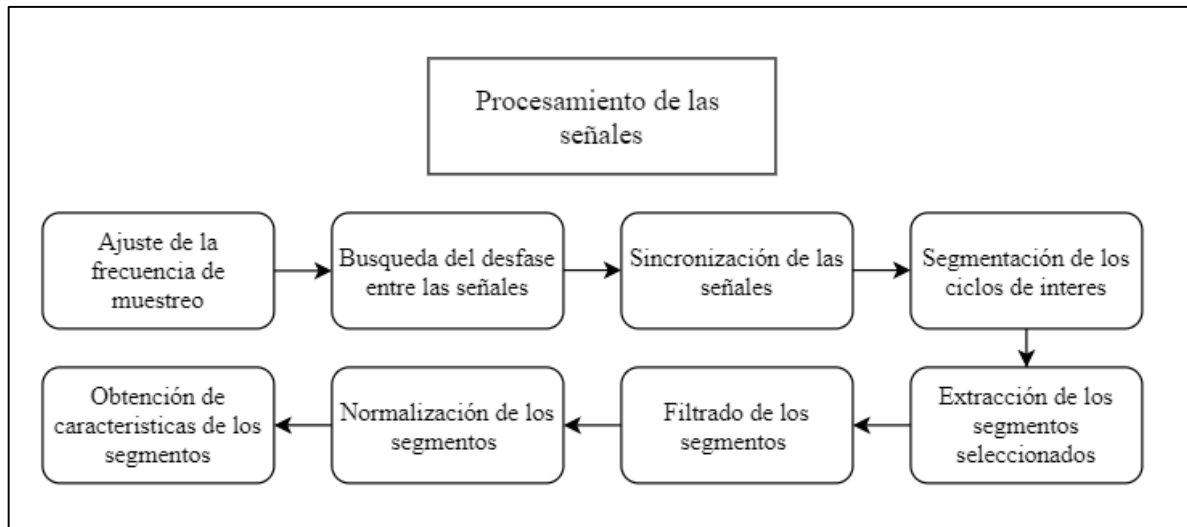 Procesamiento de las
señales
Ajuste de la
frecuencia de
muestreo
Busqueda del desfase
entre las señales
Sincronización de las
señales
Segmentación de los
ciclos de interes
Extracción de los
segmentos
seleccionados
Filtrado de los
segmentos
Normalización de los
segmentos
Obtención de
caracteristicas de los
segmentos